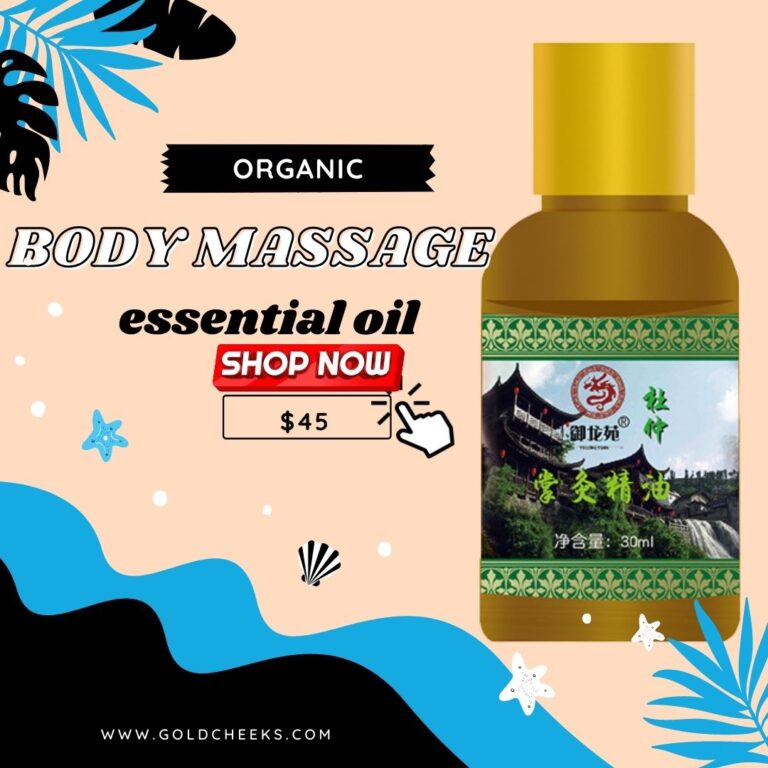 ORGANIC
BODY MASSAGE
essential oil
SHOP NOW
$45
御龙苑®
YULONGYUAN
杜仲
掌灸精油
净含量：30ml
WWW.GOLDCHEEKS.COM